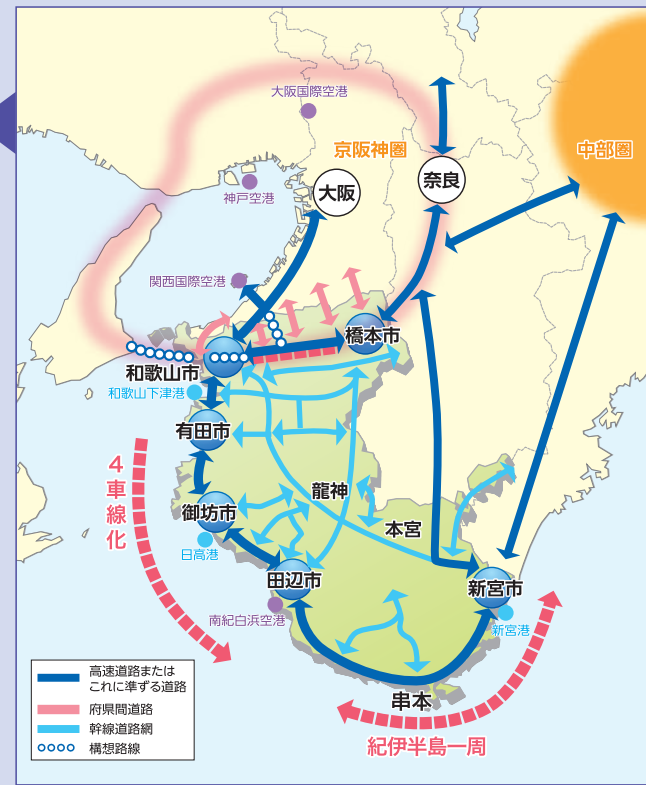 大阪国際空港
京阪神圏
中部圏
大阪
奈良
神戸空港
関西国際空港
橋本市
和歌山市
和歌山下津港
有田市
4車線化
龍神
御坊市
本宮
日高港
田辺市
新宮市
南紀白浜空港
新宮港
串本
紀伊半島一周
高速道路または
これに準ずる道路
府県間道路
幹線道路網
構想路線